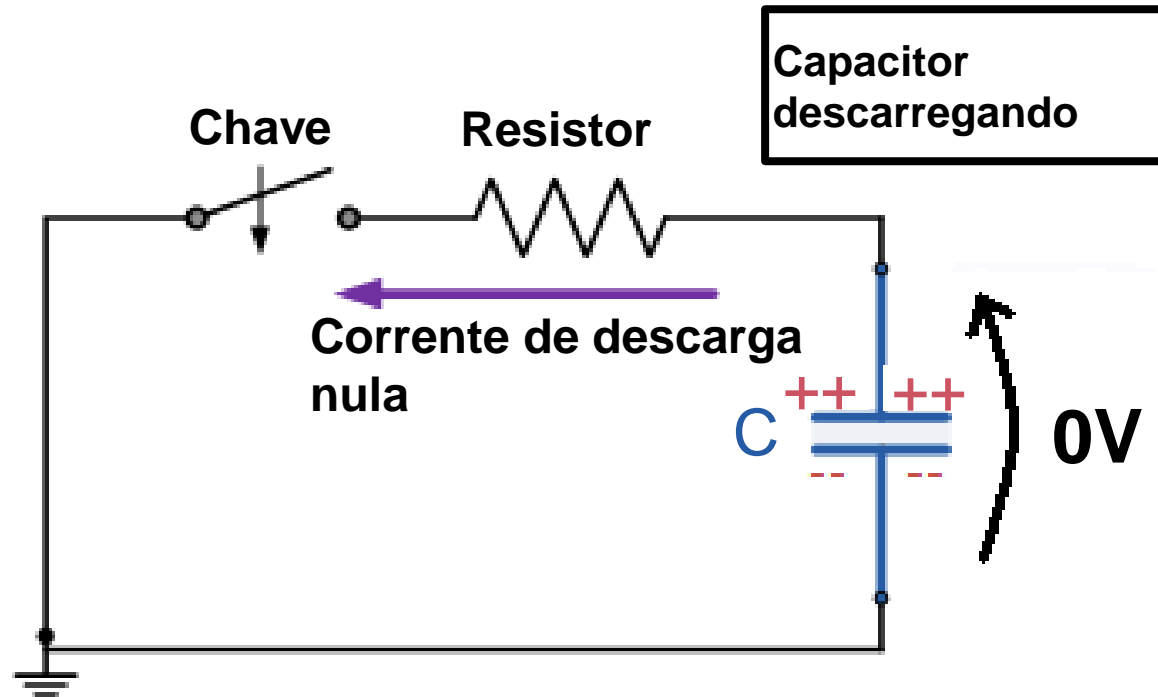 Capacitor
descarregando
Chave
Resistor
Corrente de descarga
nula
++ ++
C
0V
-- --